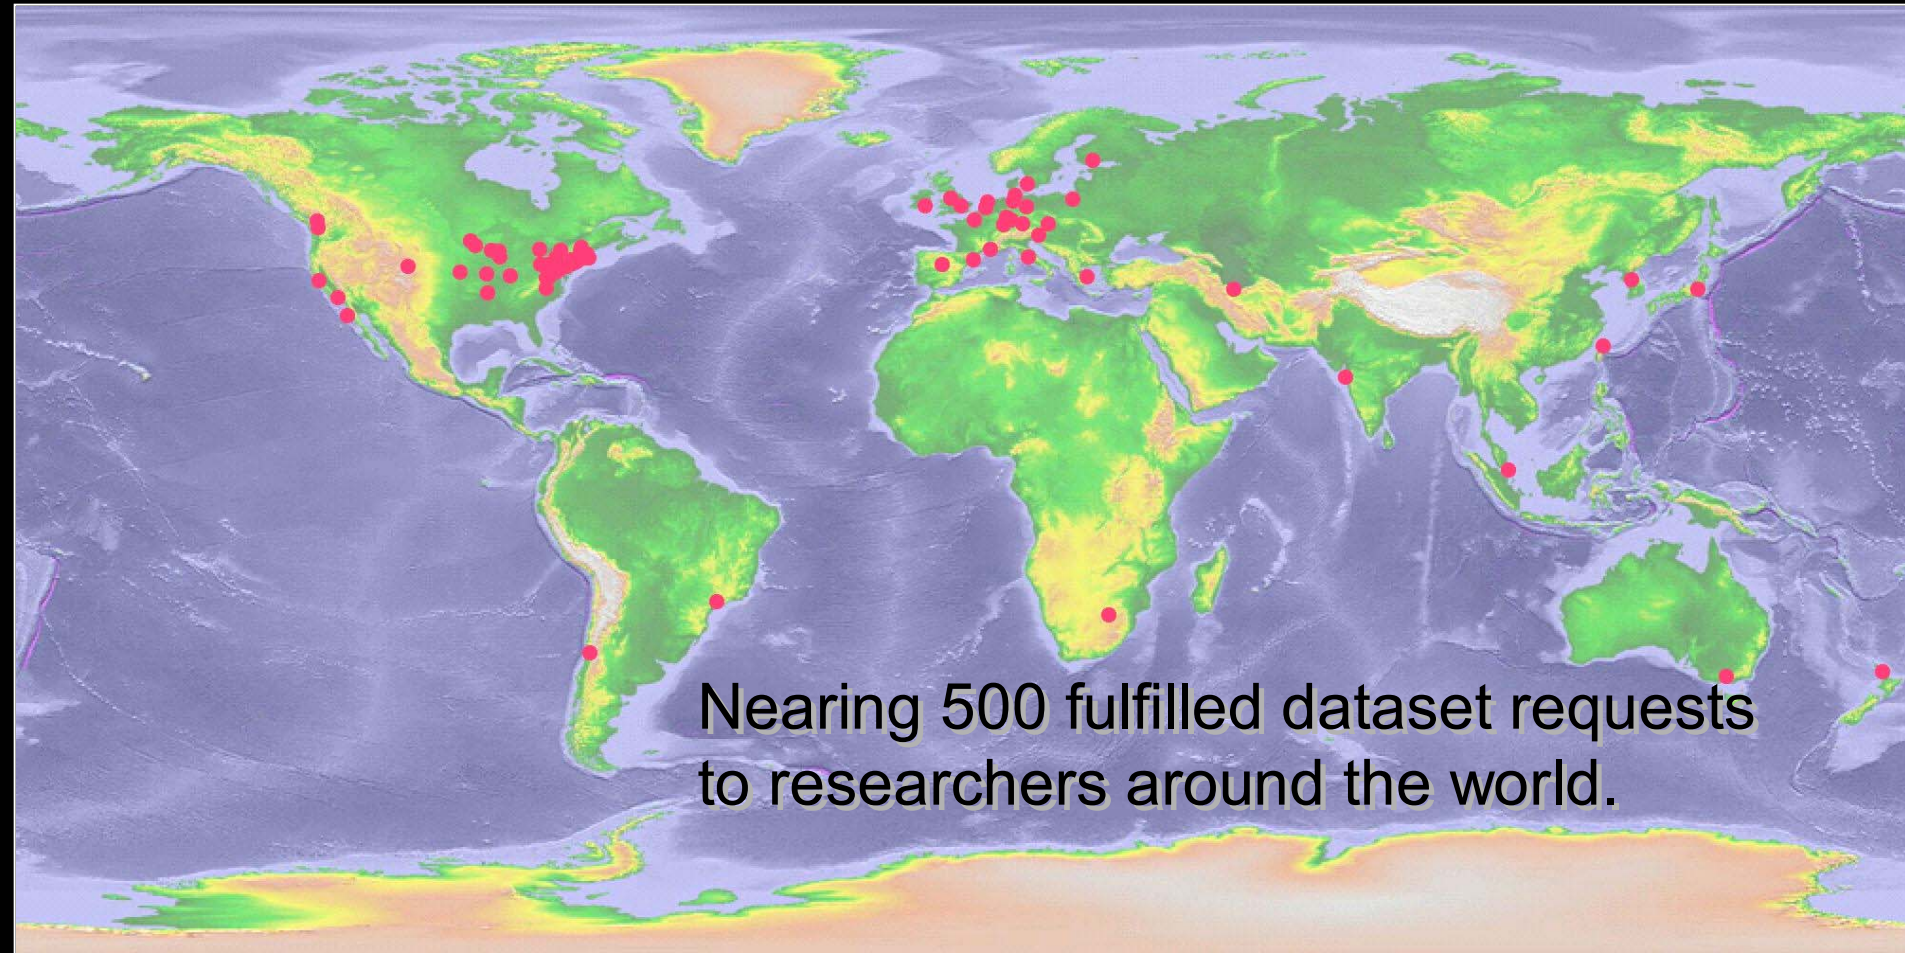 Nearing 500 fulfilled dataset requests
to researchers around the world.